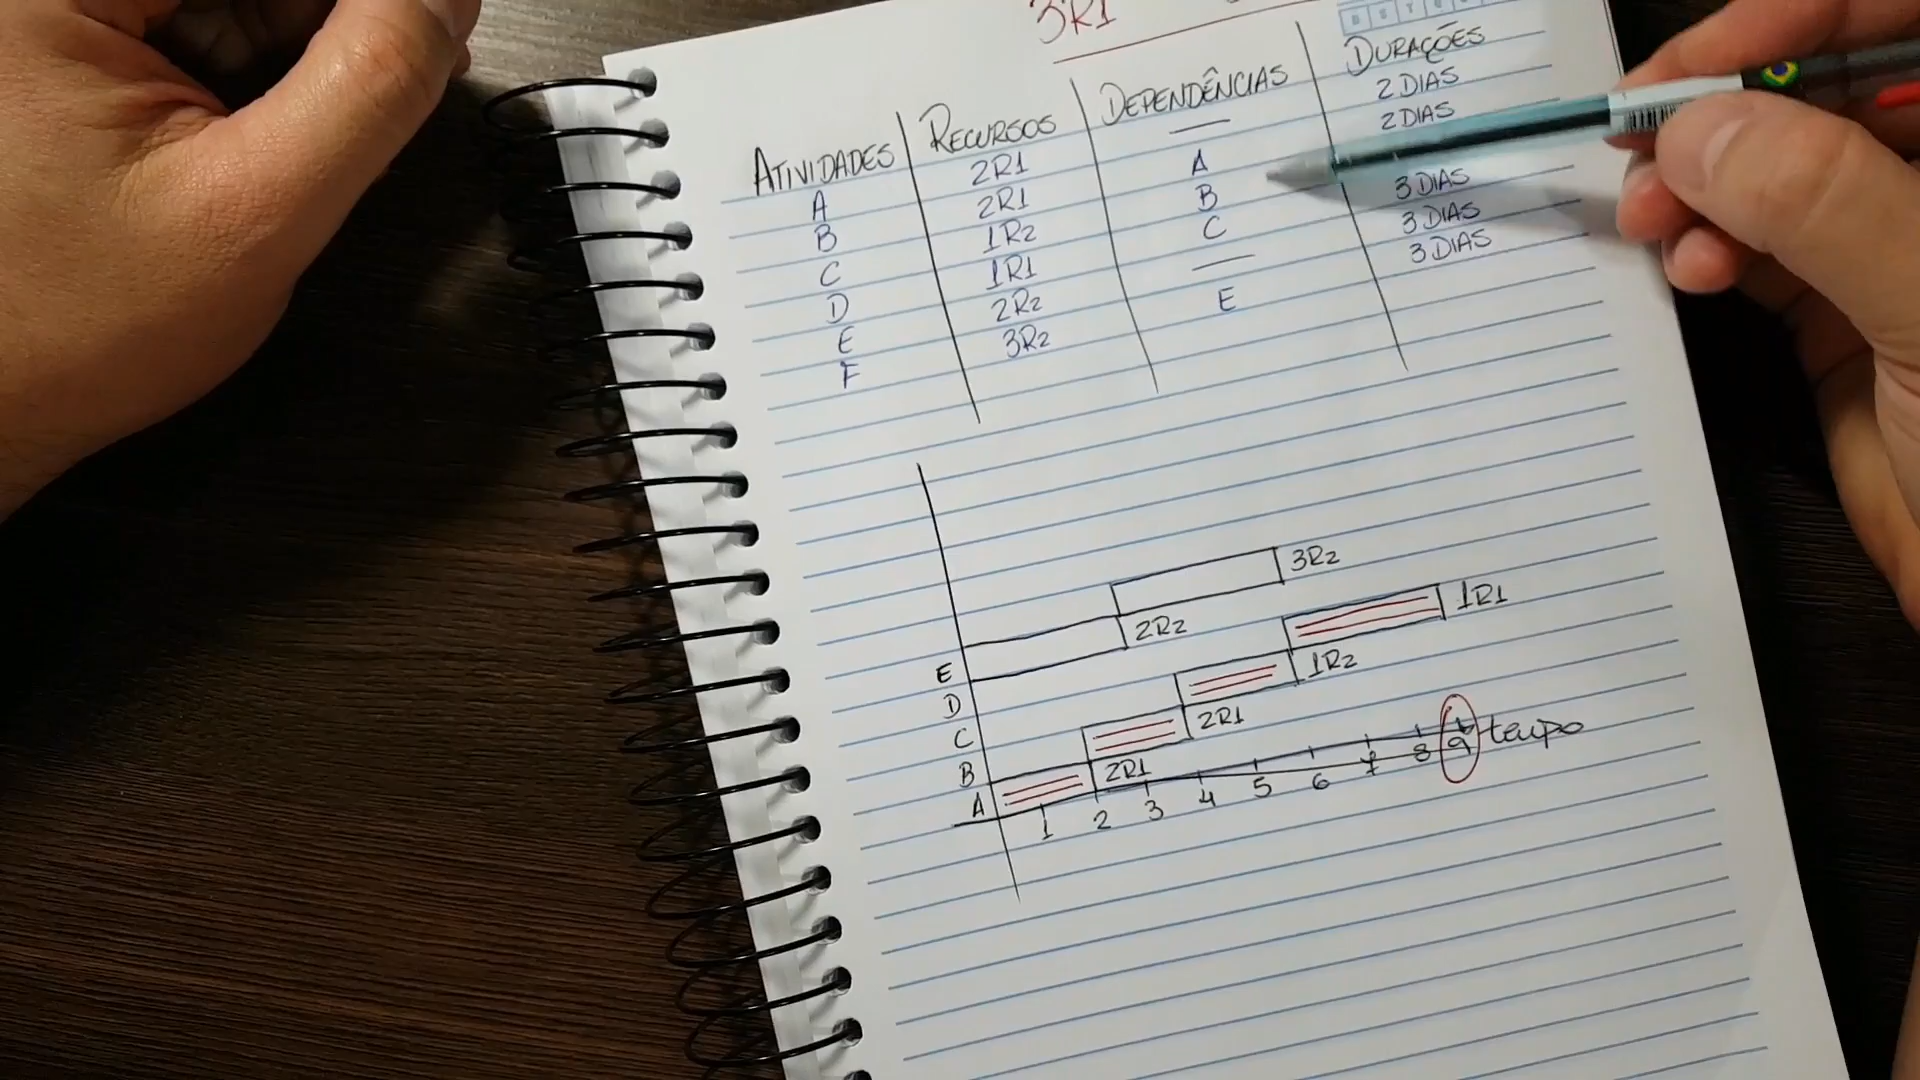 3R1
ATIVIDADES RECURSOS DEPENDÊNCIAS DURAÇÕES
A 2R1 — 2 DIAS
B 2R1 A 2 DIAS
C 1R2 B
D 1R1 C 3 DIAS
E 2R2 — 3 DIAS
F 3R2 E 3 DIAS
3R2
1R1
2R2
E
1R2
D
2R1
C
tempo
B
2R1
A
1 2 3 4 5 6 7 8 9